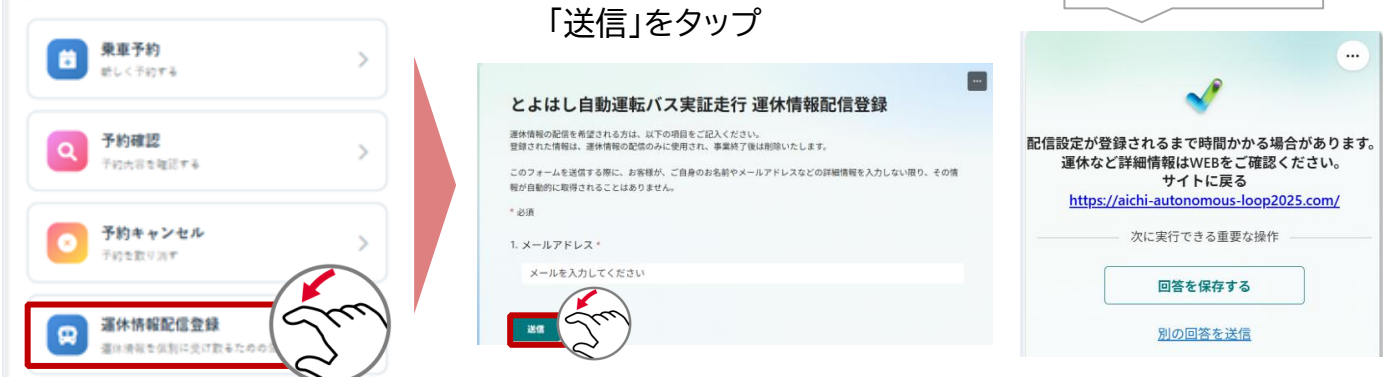 「送信」をタップ
乗車予約
新しく予約する
予約確認
予約内容を確認する
予約キャンセル
予約を取り消す
運休情報配信登録
運休情報を個別に受け取るための
とよはし自動運転バス実証走行 運休情報配信登録
運休情報の配信を希望される方は、以下の項目をご記入ください。
登録された情報は、運休情報の配信のみに使用され、事業終了後は削除いたします。
このフォームを送信する際に、お客様が、ご自身のお名前やメールアドレスなどの詳細情報を入力しない限り、その情
報が自動的に取得されることはありません。
* 必須
1. メールアドレス *
メールを入力してください
送信
配信設定が登録されるまで時間かかる場合があります。
運休など詳細情報はWEBをご確認ください。
サイトに戻る
https://aichi-autonomous-loop2025.com/
次に実行できる重要な操作
回答を保存する
別の回答を送信